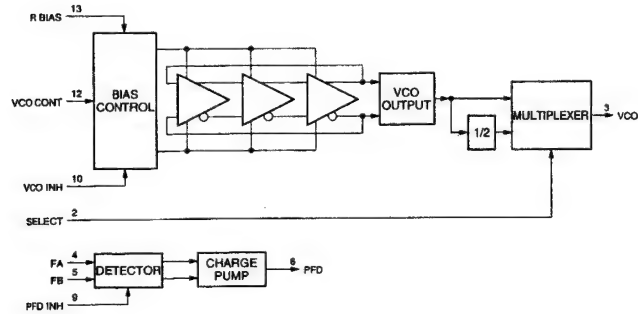 R BIAS 13
BIAS CONTROL
VCO CONT 12
VCO INH 10
SELECT 2
VCO OUTPUT
1/2
MULTIPLEXER
3 VCO
FA 4
FB 5
PFD INH 9
DETECTOR
CHARGE PUMP
6 PFD